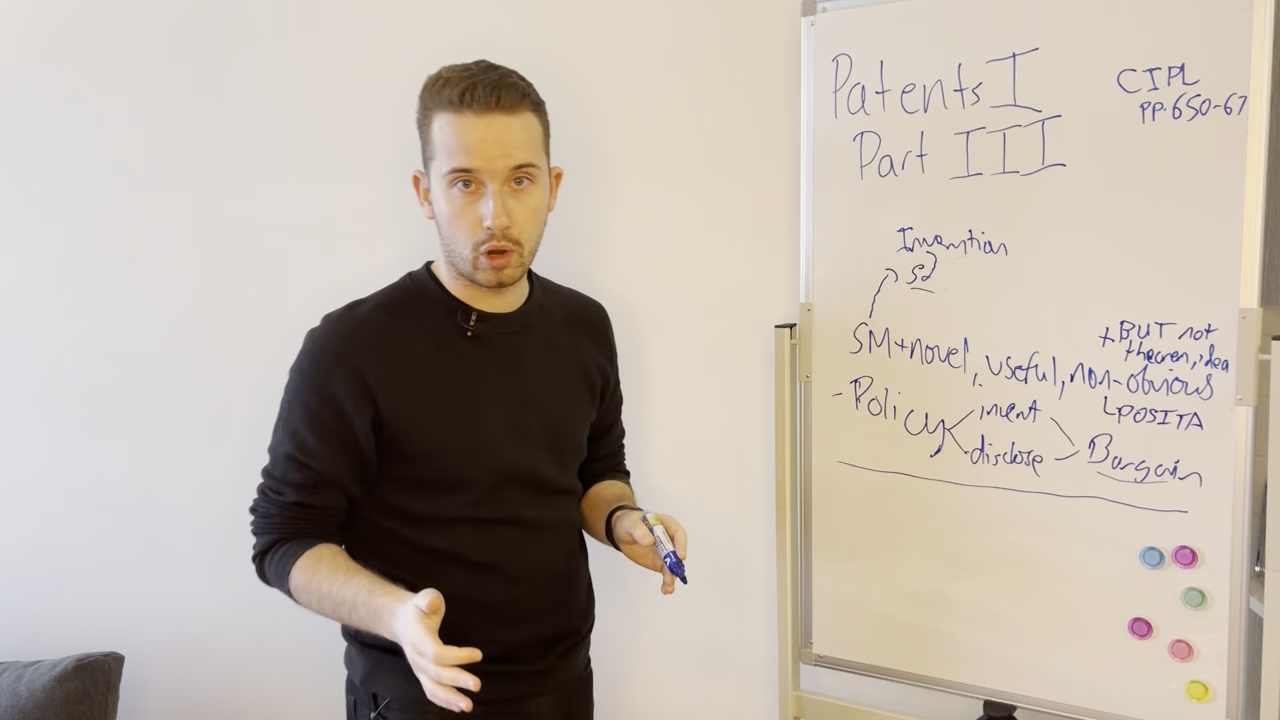 Patents I
CIPL
pp.650-67
Part III
Invention
SM+novel, useful, non-obvious
+BUT not
theorem, idea
POSITA
-Policy
invent
disclose
Bargain